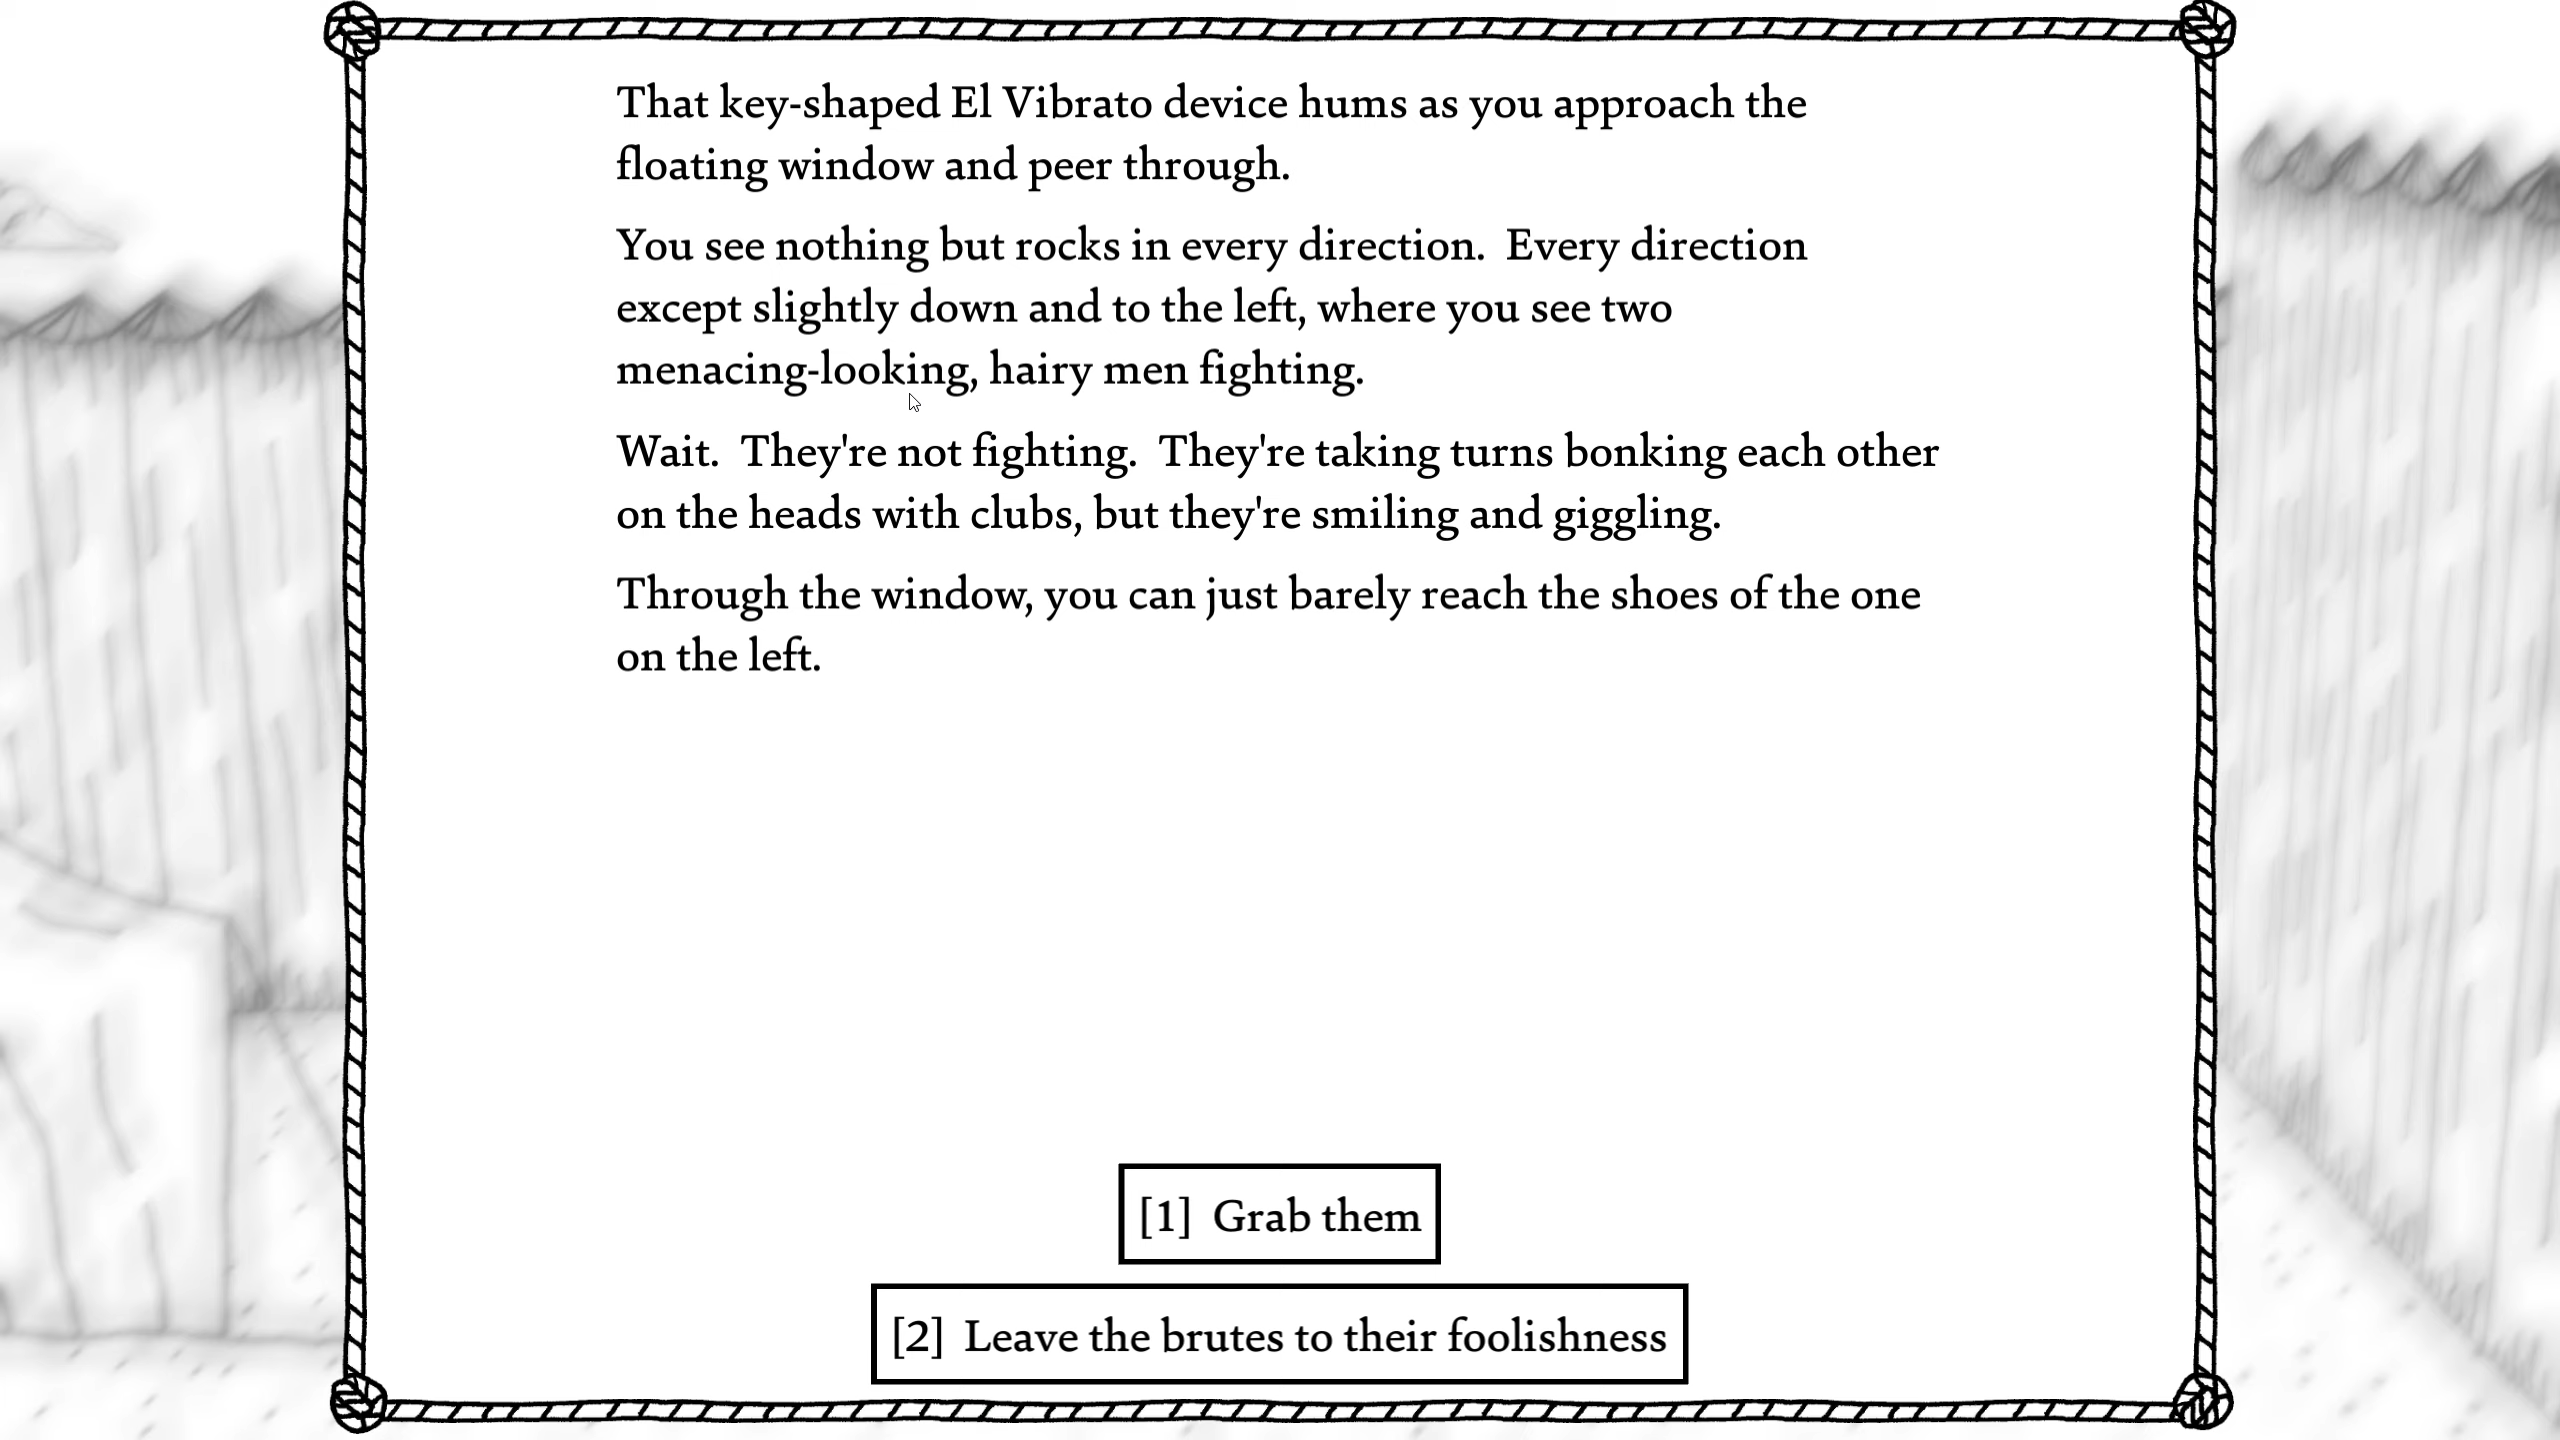 That key-shaped El Vibrato device hums as you approach the
floating window and peer through.
You see nothing but rocks in every direction.  Every direction
except slightly down and to the left, where you see two
menacing-looking, hairy men fighting.
Wait.  They're not fighting.  They're taking turns bonking each other
on the heads with clubs, but they're smiling and giggling.
Through the window, you can just barely reach the shoes of the one
on the left.
[1]  Grab them
[2]  Leave the brutes to their foolishness